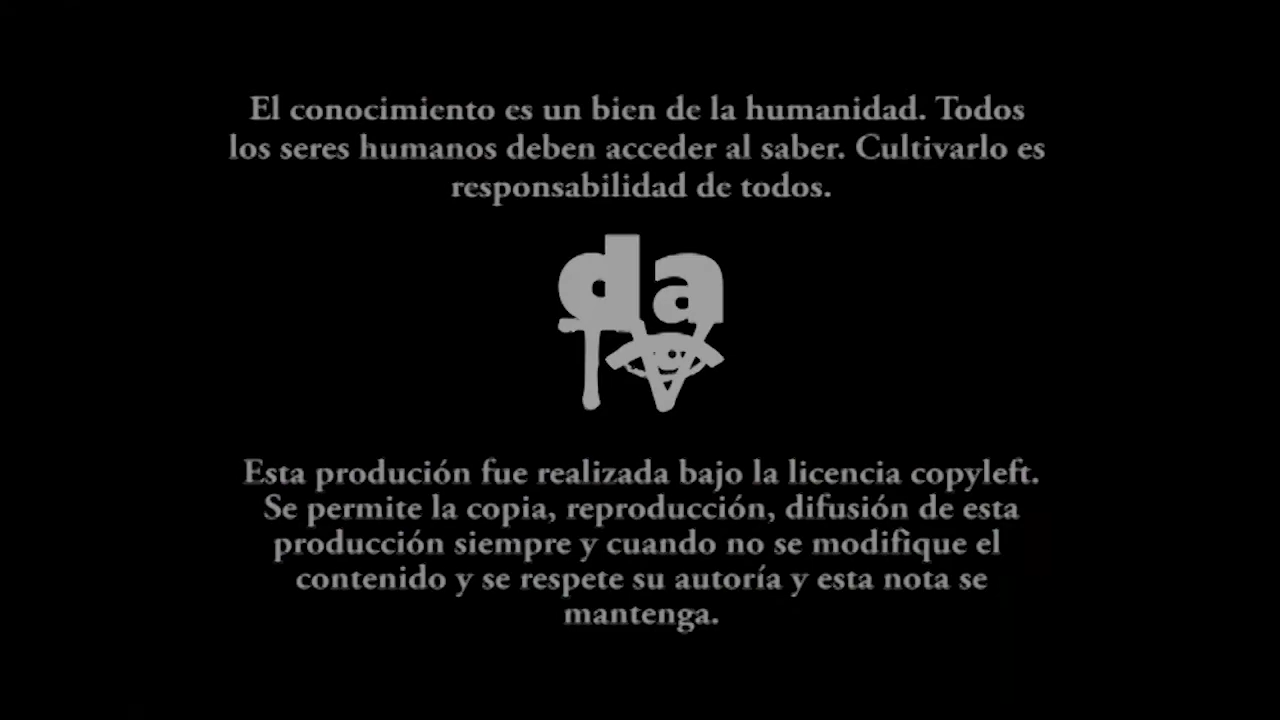 El conocimiento es un bien de la humanidad. Todos
los seres humanos deben acceder al saber. Cultivarlo es
responsabilidad de todos.
da
TV
Esta produción fue realizada bajo la licencia copyleft.
Se permite la copia, reproducción, difusión de esta
producción siempre y cuando no se modifique el
contenido y se respete su autoría y esta nota se
mantenga.